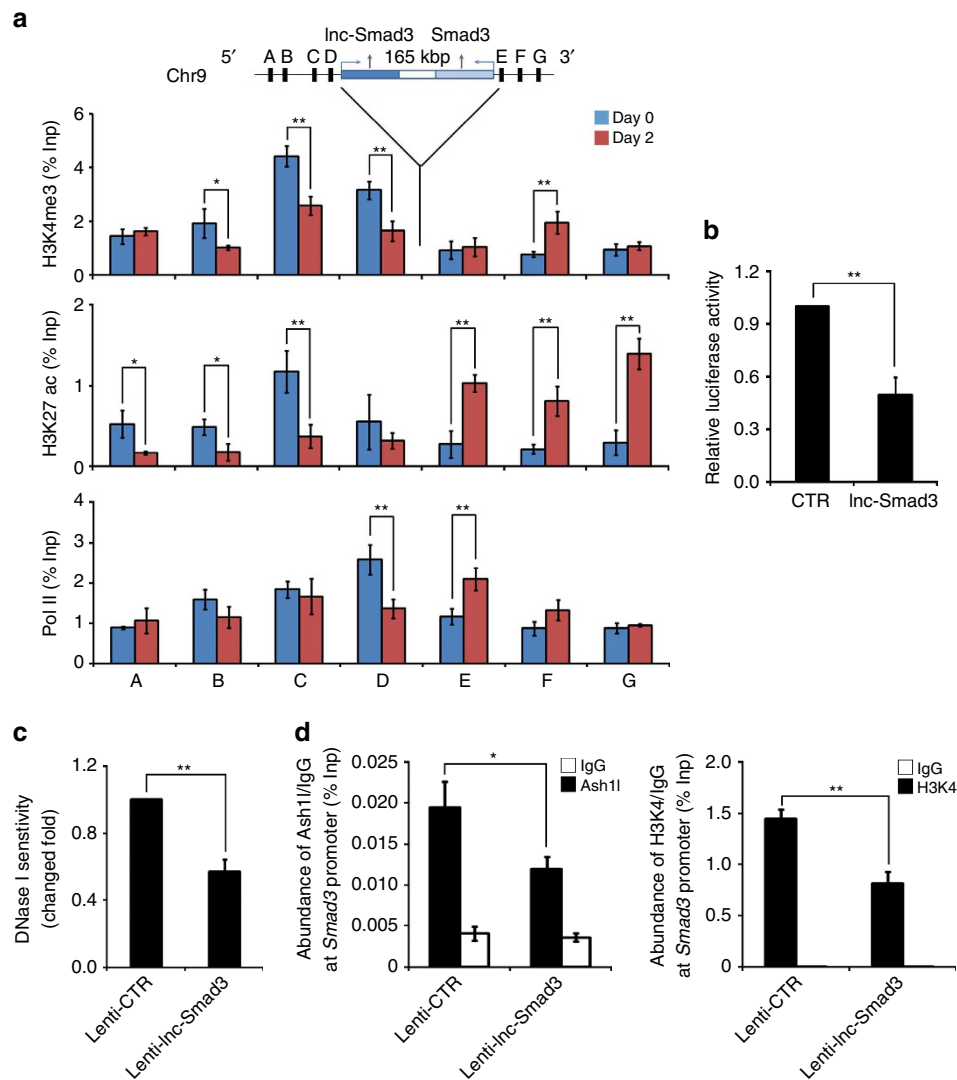 a
lnc-Smad3 Smad3
5′ A B C D 165 kbp E F G 3′
Chr9
Day 0
Day 2
H3K4me3 (% Inp)
6
4
2
0
*
**
**
**
H3K27 ac (% Inp)
2
1
0
*
*
**
**
**
**
Pol II (% Inp)
4
3
2
1
0
**
**
A B C D E F G
b
Relative luciferase activity
1.2
0.9
0.6
0.3
0.0
**
CTR lnc-Smad3
c
DNase I senstivity
(changed fold)
1.2
0.8
0.4
0.0
**
Lenti-CTR
Lenti-lnc-Smad3
d
Abundance of Ash1l/IgG
at Smad3 promoter (% Inp)
0.025
0.020
0.015
0.010
0.005
0
*
IgG
Ash1l
Lenti-CTR
Lenti-lnc-Smad3
Abundance of H3K4/IgG
at Smad3 promoter (% Inp)
2.0
1.5
1.0
0.5
0
**
IgG
H3K4
Lenti-CTR
Lenti-lnc-Smad3